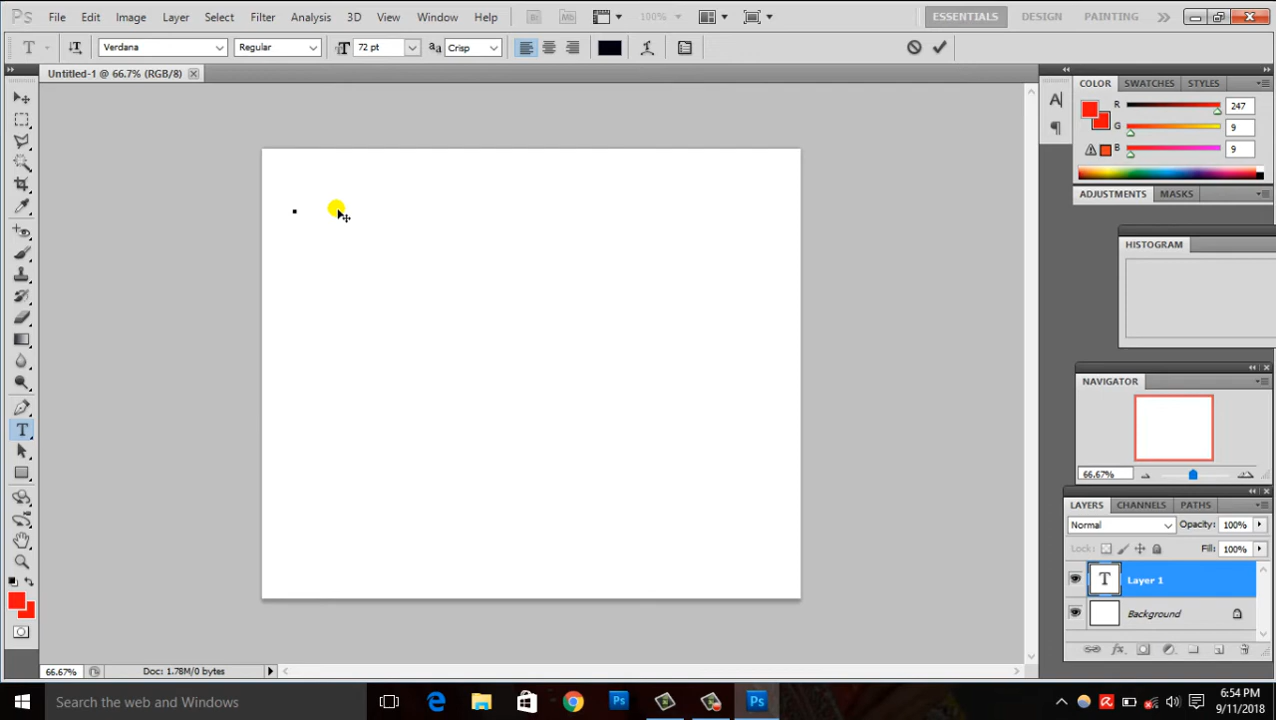 Ps File Edit Image Layer Select Filter Analysis 3D View Window Help Br Mb 100% ESSENTIALS DESIGN PAINTING
T T Verdana Regular T 72 pt aa Crisp
Untitled-1 @ 66.7% (RGB/8)
COLOR SWATCHES STYLES
R 247
G 9
B 9
ADJUSTMENTS MASKS
HISTOGRAM
NAVIGATOR
66.67%
LAYERS CHANNELS PATHS
Normal Opacity: 100%
Lock: Fill: 100%
T Layer 1
Background
66.67% Doc: 1.78M/0 bytes
Search the web and Windows
6:54 PM
9/11/2018